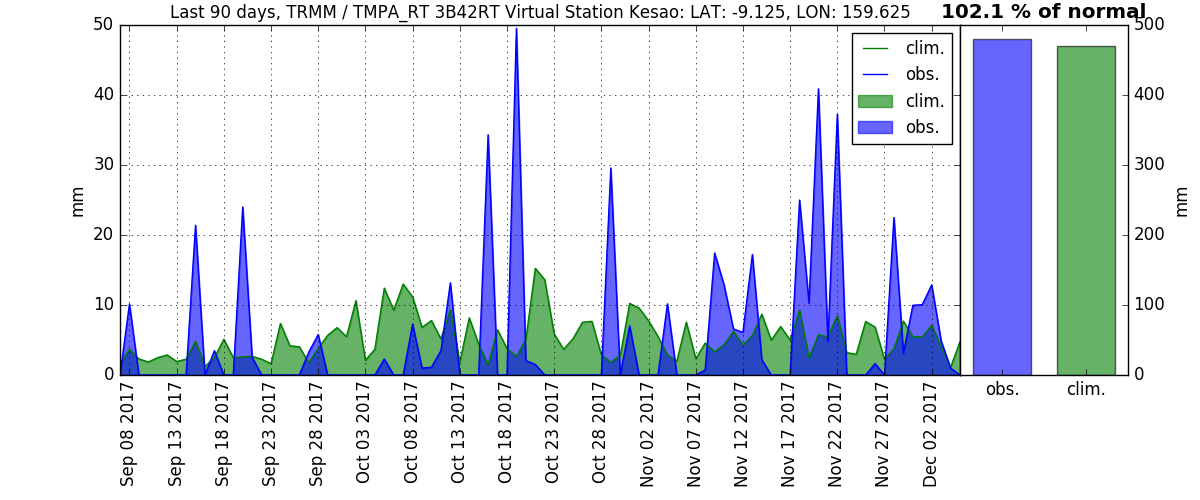 Last 90 days, TRMM / TMPA_RT 3B42RT Virtual Station Kesao: LAT: -9.125, LON: 159.625
102.1 % of normal
50
40
30
20
10
0
mm
clim.
obs.
clim.
obs.
500
400
300
200
100
0
mm
obs.
clim.
Sep 08 2017
Sep 13 2017
Sep 18 2017
Sep 23 2017
Sep 28 2017
Oct 03 2017
Oct 08 2017
Oct 13 2017
Oct 18 2017
Oct 23 2017
Oct 28 2017
Nov 02 2017
Nov 07 2017
Nov 12 2017
Nov 17 2017
Nov 22 2017
Nov 27 2017
Dec 02 2017